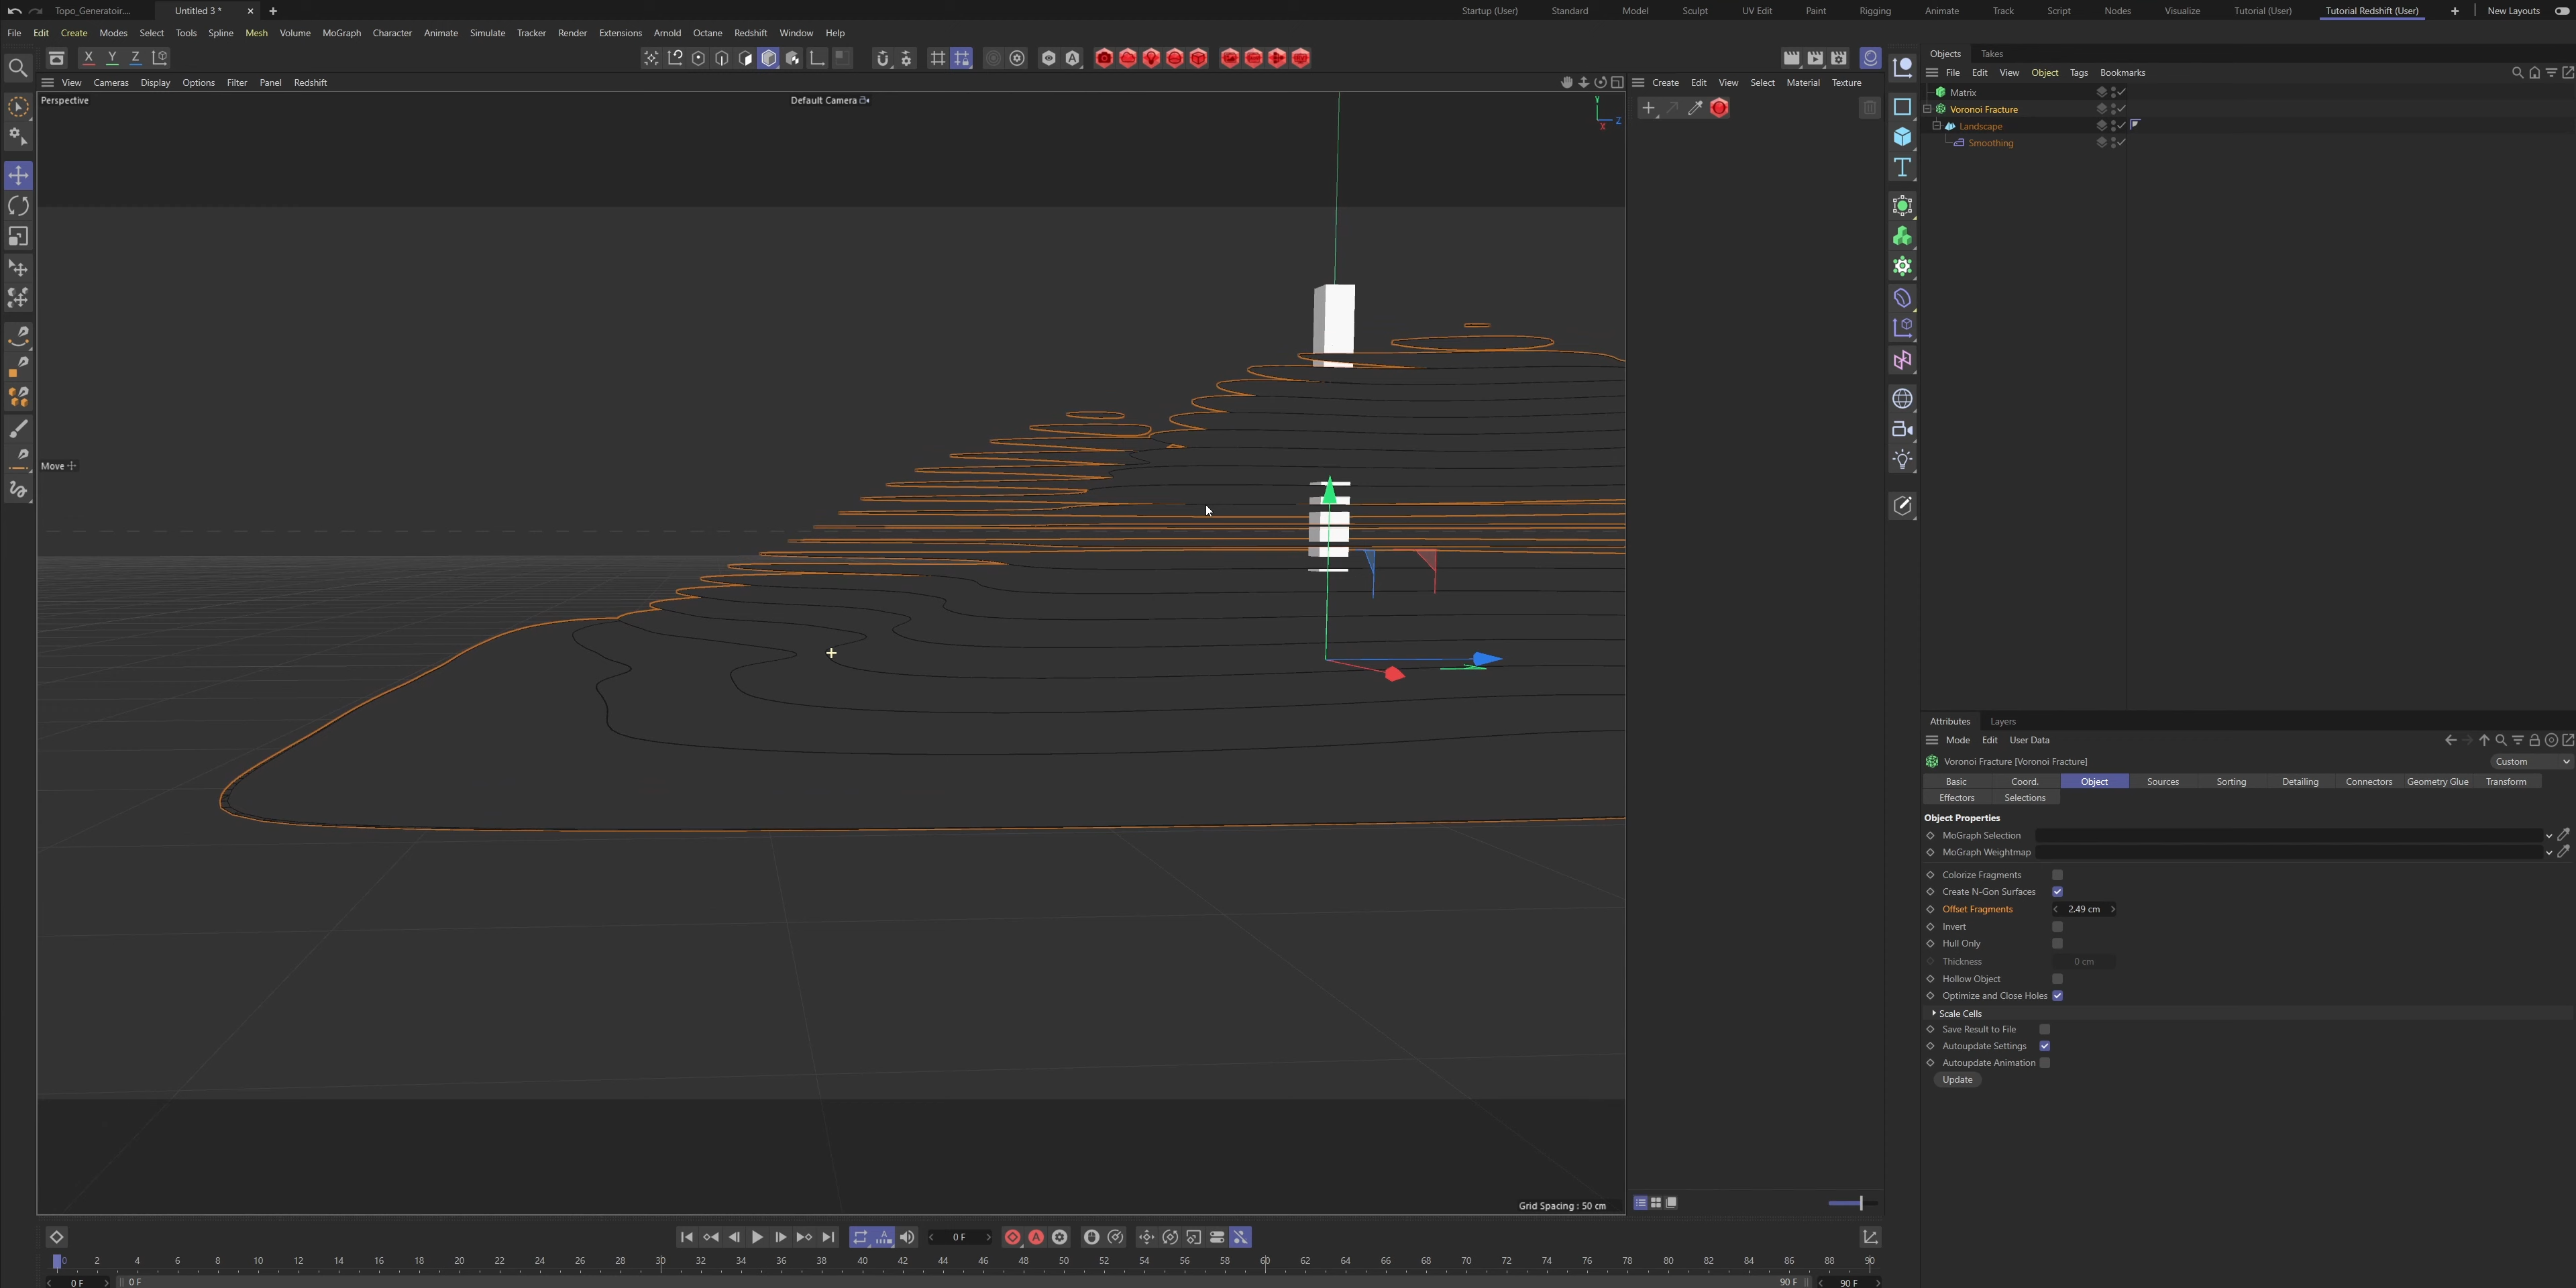 Topo_Generatoir....
Untitled 3 *
Startup (User) Standard Model Sculpt UV Edit Paint Rigging Animate Track Script Nodes Visualize Tutorial (User) Tutorial Redshift (User) New Layouts
File Edit Create Modes Select Tools Spline Mesh Volume MoGraph Character Animate Simulate Tracker Render Extensions Arnold Octane Redshift Window Help
X Y Z
Objects Takes
File Edit View Object Tags Bookmarks
View Cameras Display Options Filter Panel Redshift
Create Edit View Select Material Texture
Perspective
Default Camera
Y
Z
X
Matrix
Voronoi Fracture
Landscape
Smoothing
Move
Attributes Layers
Mode Edit User Data
Voronoi Fracture [Voronoi Fracture]
Custom
Basic Coord. Object Sources Sorting Detailing Connectors Geometry Glue Transform
Effectors Selections
Object Properties
MoGraph Selection
MoGraph Weightmap
Colorize Fragments
Create N-Gon Surfaces
Offset Fragments 2.49 cm
Invert
Hull Only
Thickness 0 cm
Hollow Object
Optimize and Close Holes
Scale Cells
Save Result to File
Autoupdate Settings
Autoupdate Animation
Update
Grid Spacing : 50 cm
0 F
0 2 4 6 8 10 12 14 16 18 20 22 24 26 28 30 32 34 36 38 40 42 44 46 48 50 52 54 56 58 60 62 64 66 68 70 72 74 76 78 80 82 84 86 88 90
0 F 0 F 90 F 90 F